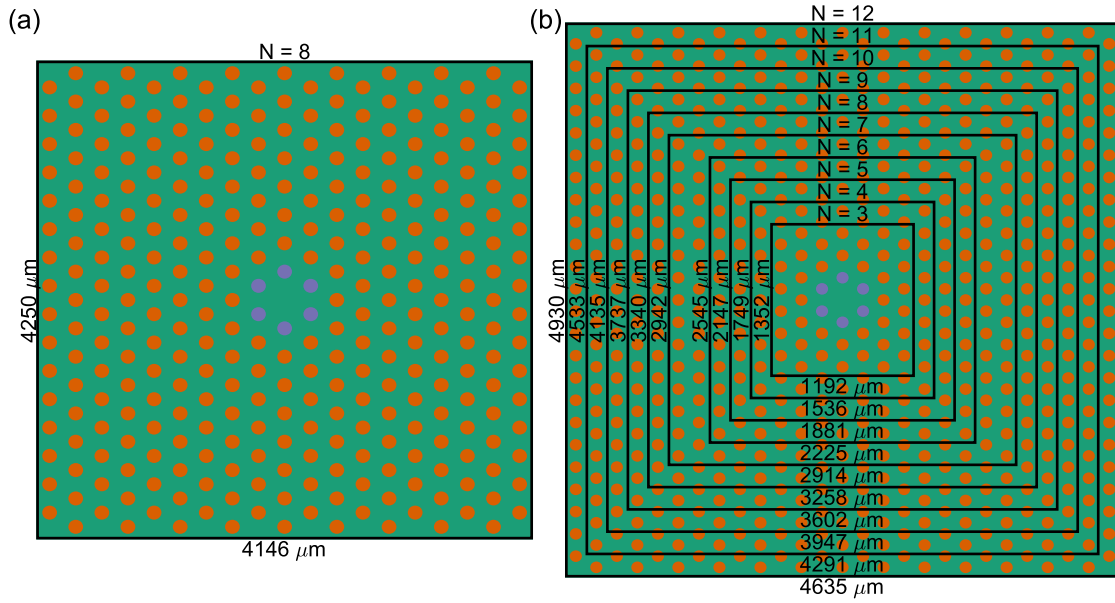 (a)
N = 8
4250 μm
4146 μm
(b)
N = 12
N = 11
N = 10
N = 9
N = 8
N = 7
N = 6
N = 5
N = 4
N = 3
4930 μm
4533 μm
4135 μm
3737 μm
3340 μm
2942 μm
2545 μm
2147 μm
1749 μm
1352 μm
1192 μm
1536 μm
1881 μm
2225 μm
2914 μm
3258 μm
3602 μm
3947 μm
4291 μm
4635 μm